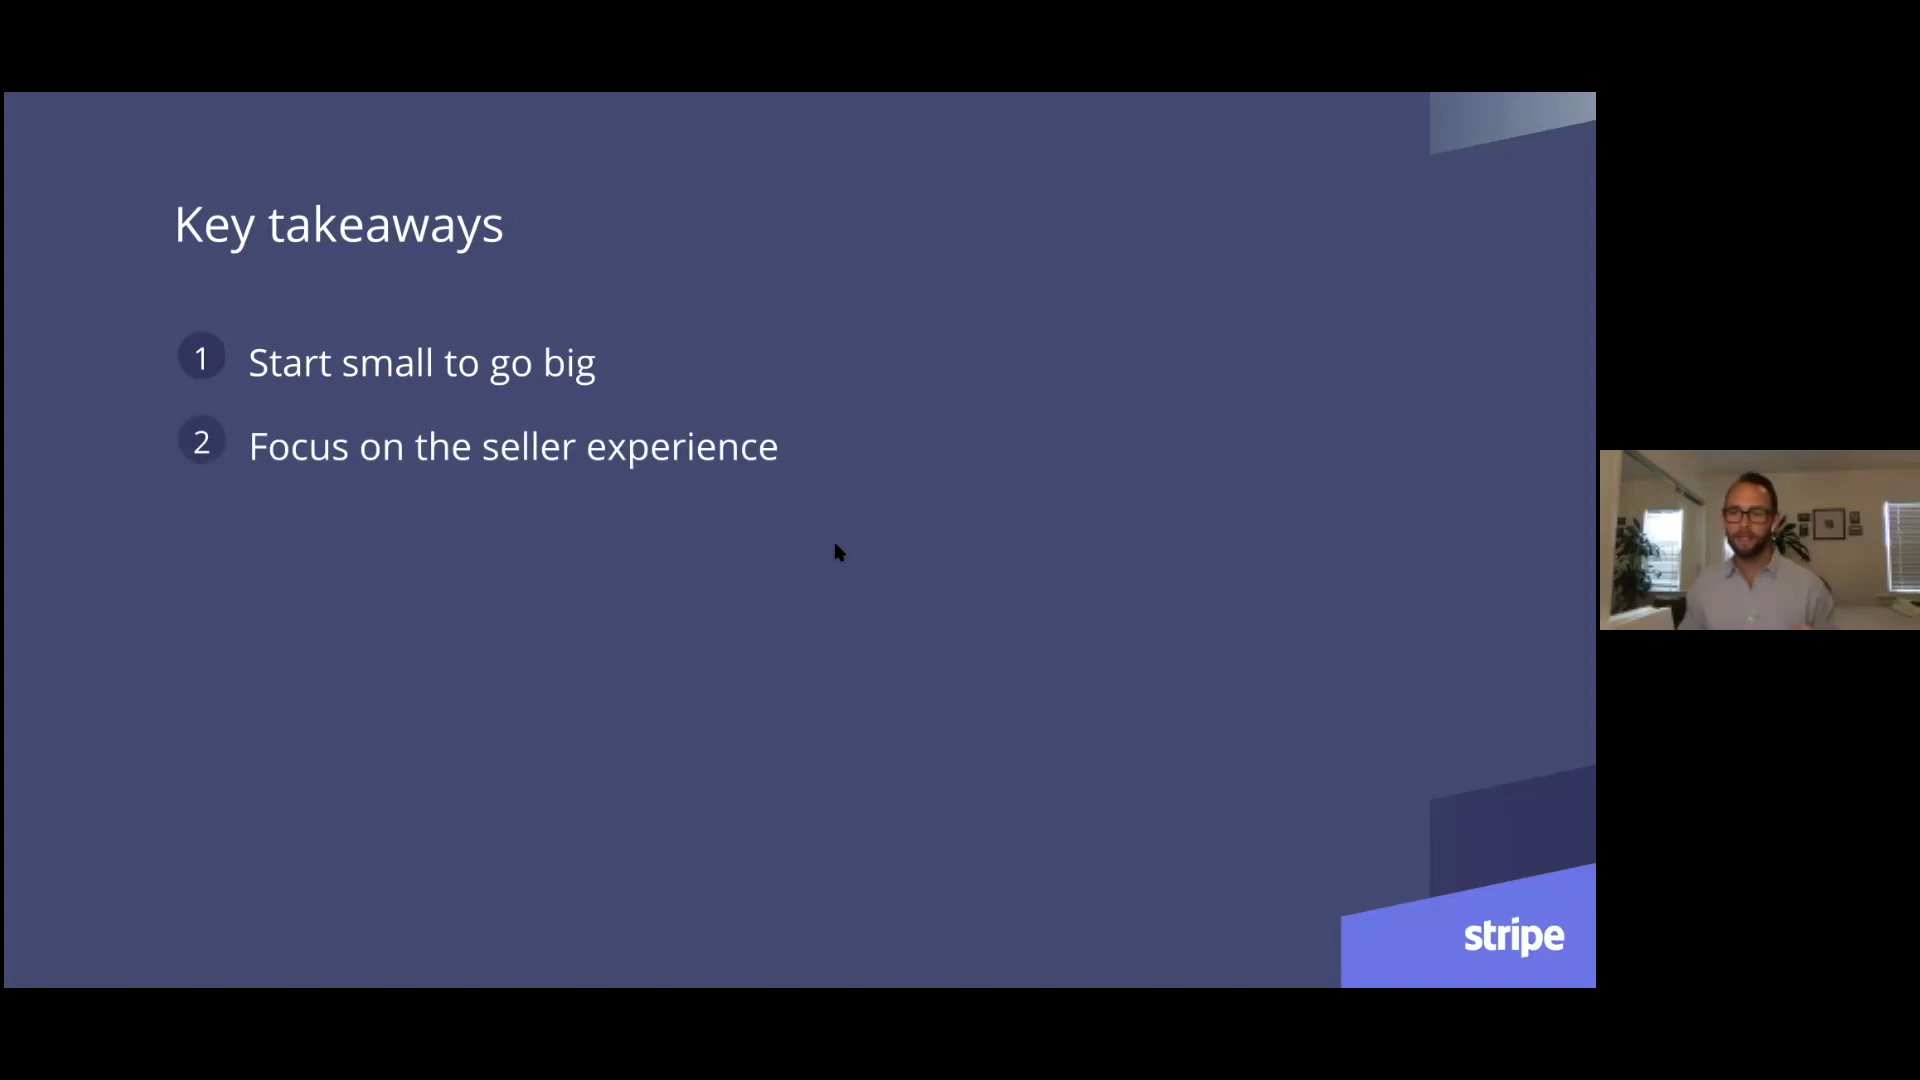 Key takeaways
1 Start small to go big
2 Focus on the seller experience
stripe